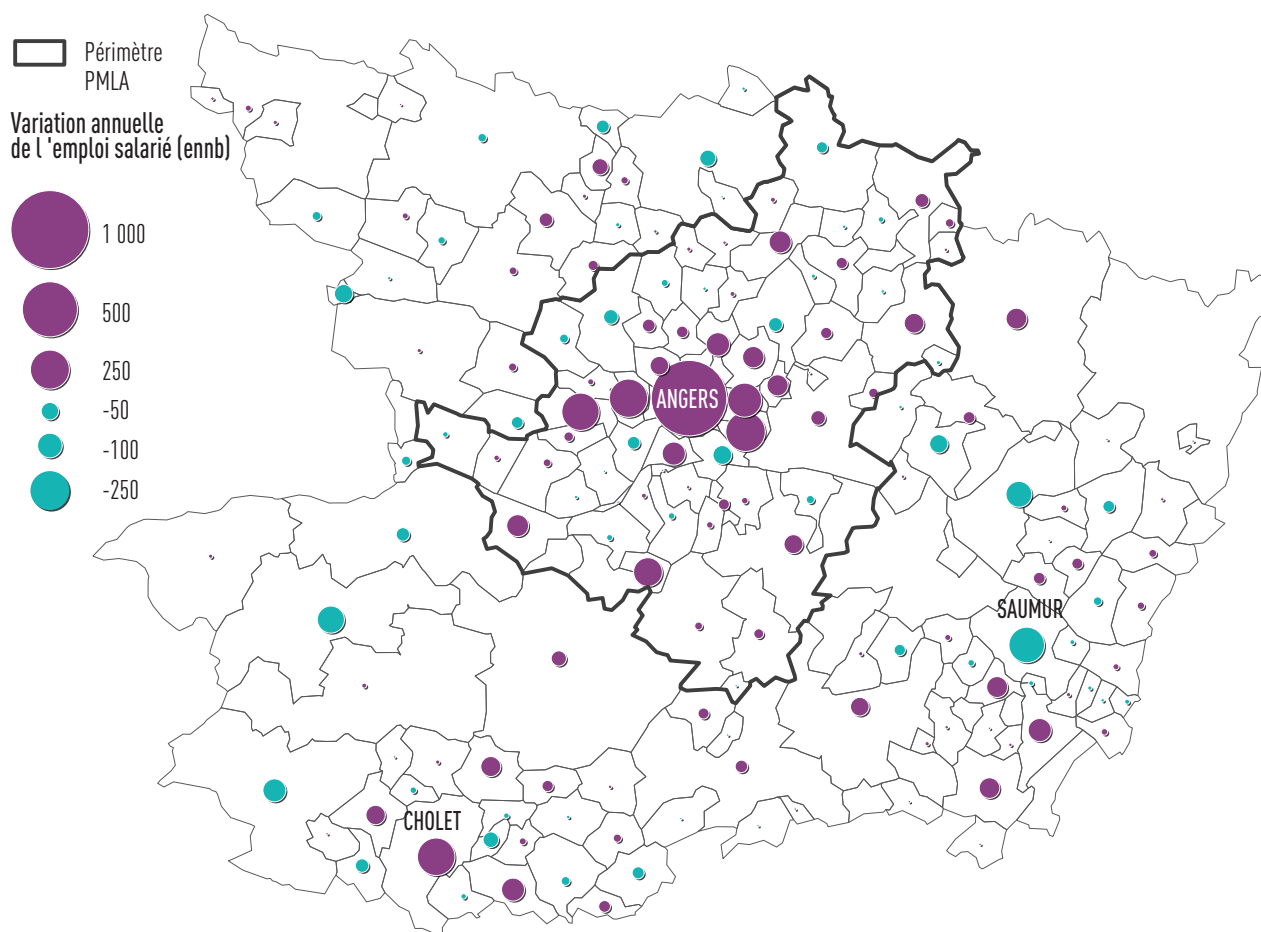 Périmètre
PMLA
Variation annuelle
de l 'emploi salarié (ennb)
1 000
500
250
-50
-100
-250
ANGERS
SAUMUR
CHOLET